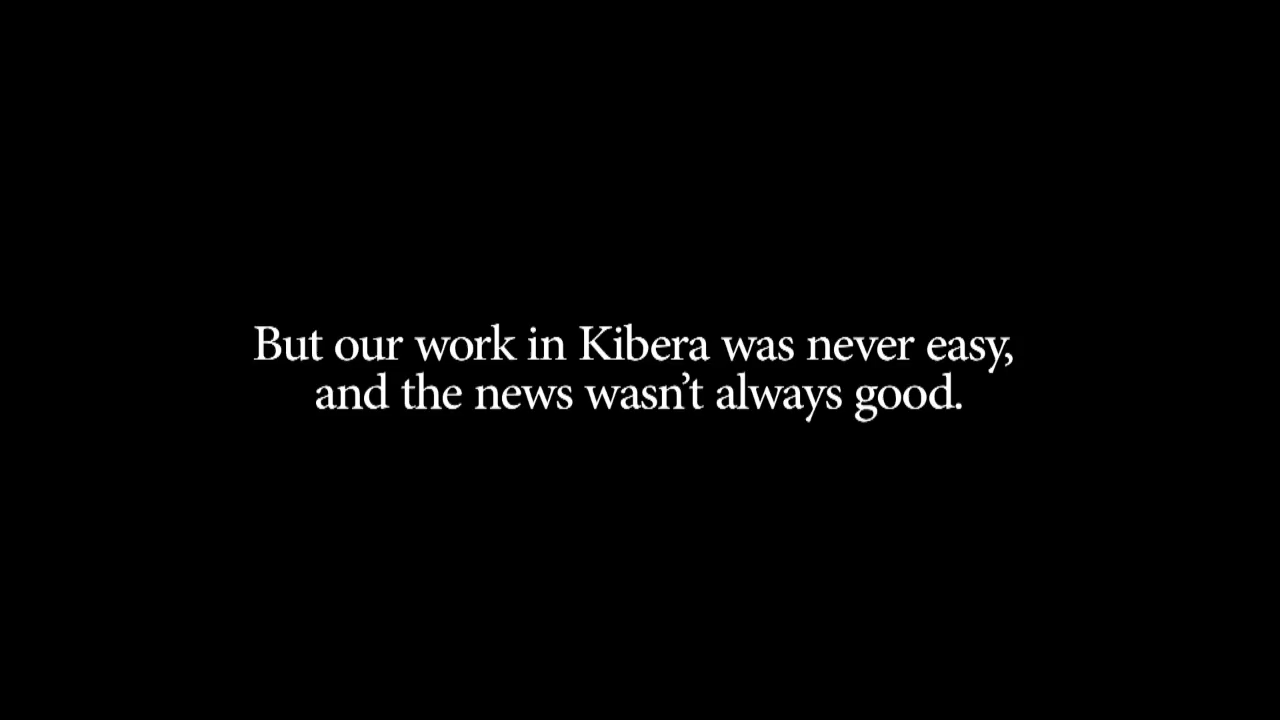 But our work in Kibera was never easy,
and the news wasn’t always good.